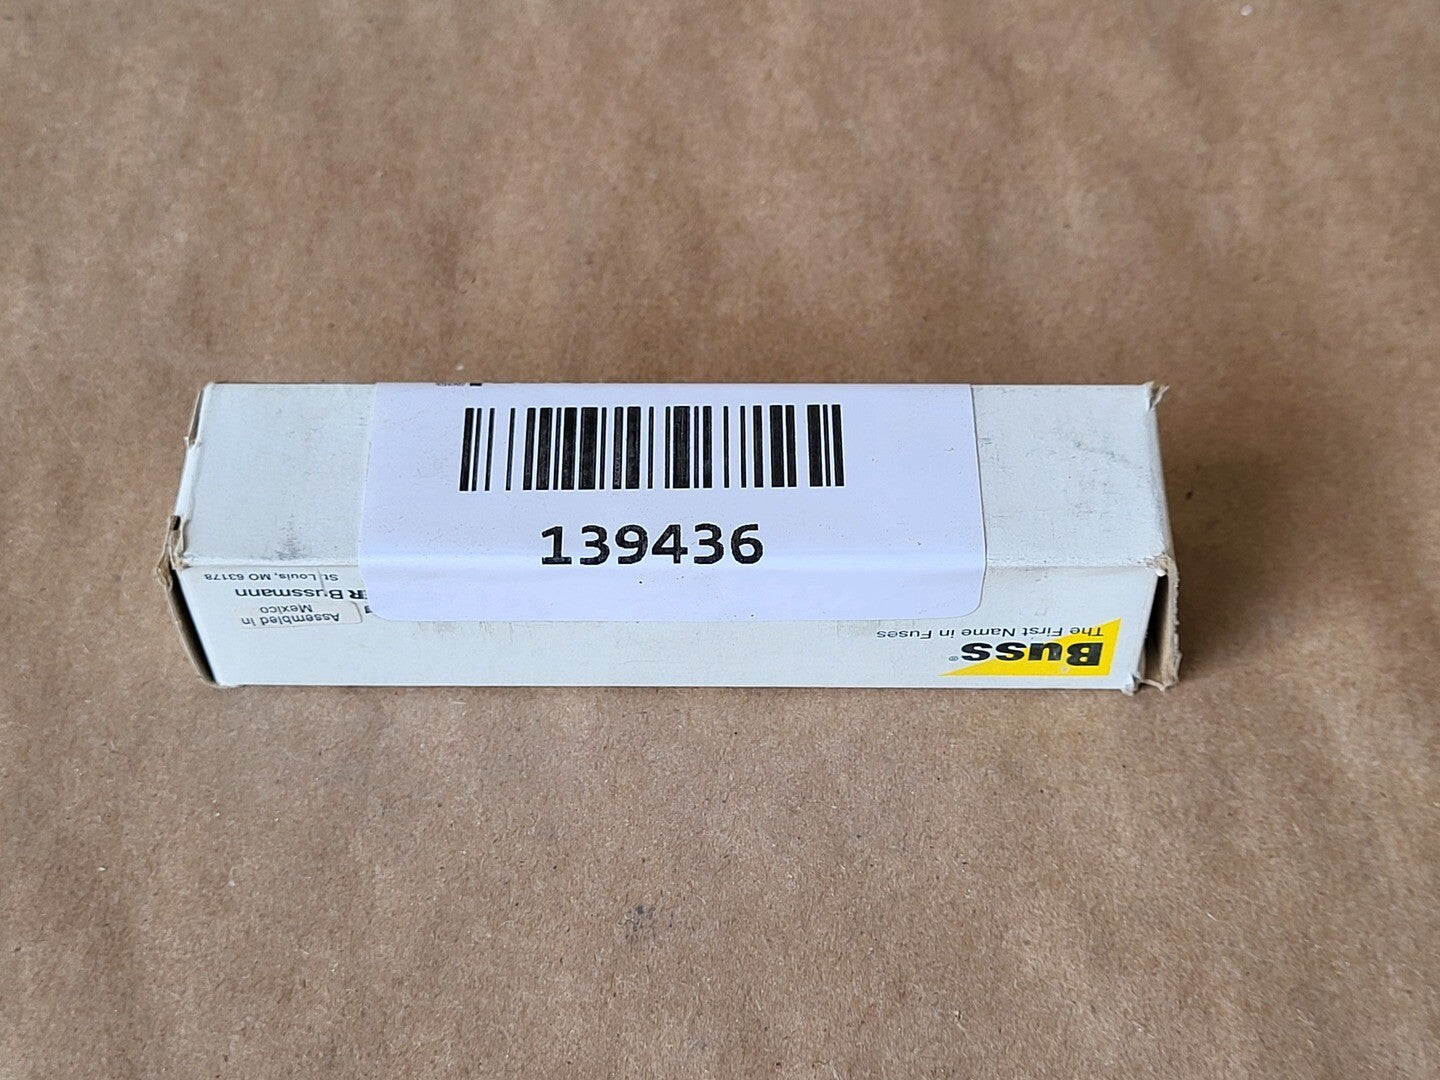 139436
Buss®
The First Name in Fuses
Assembled in
Mexico
Bussmann
St. Louis, MO 63178